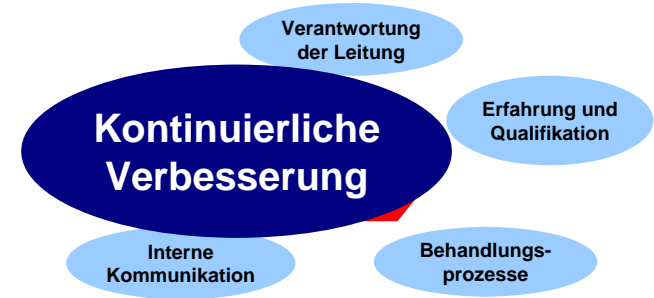 Verantwortung
der Leitung
Kontinuierliche
Verbesserung
Erfahrung und
Qualifikation
Interne
Kommunikation
Behandlungs-
prozesse